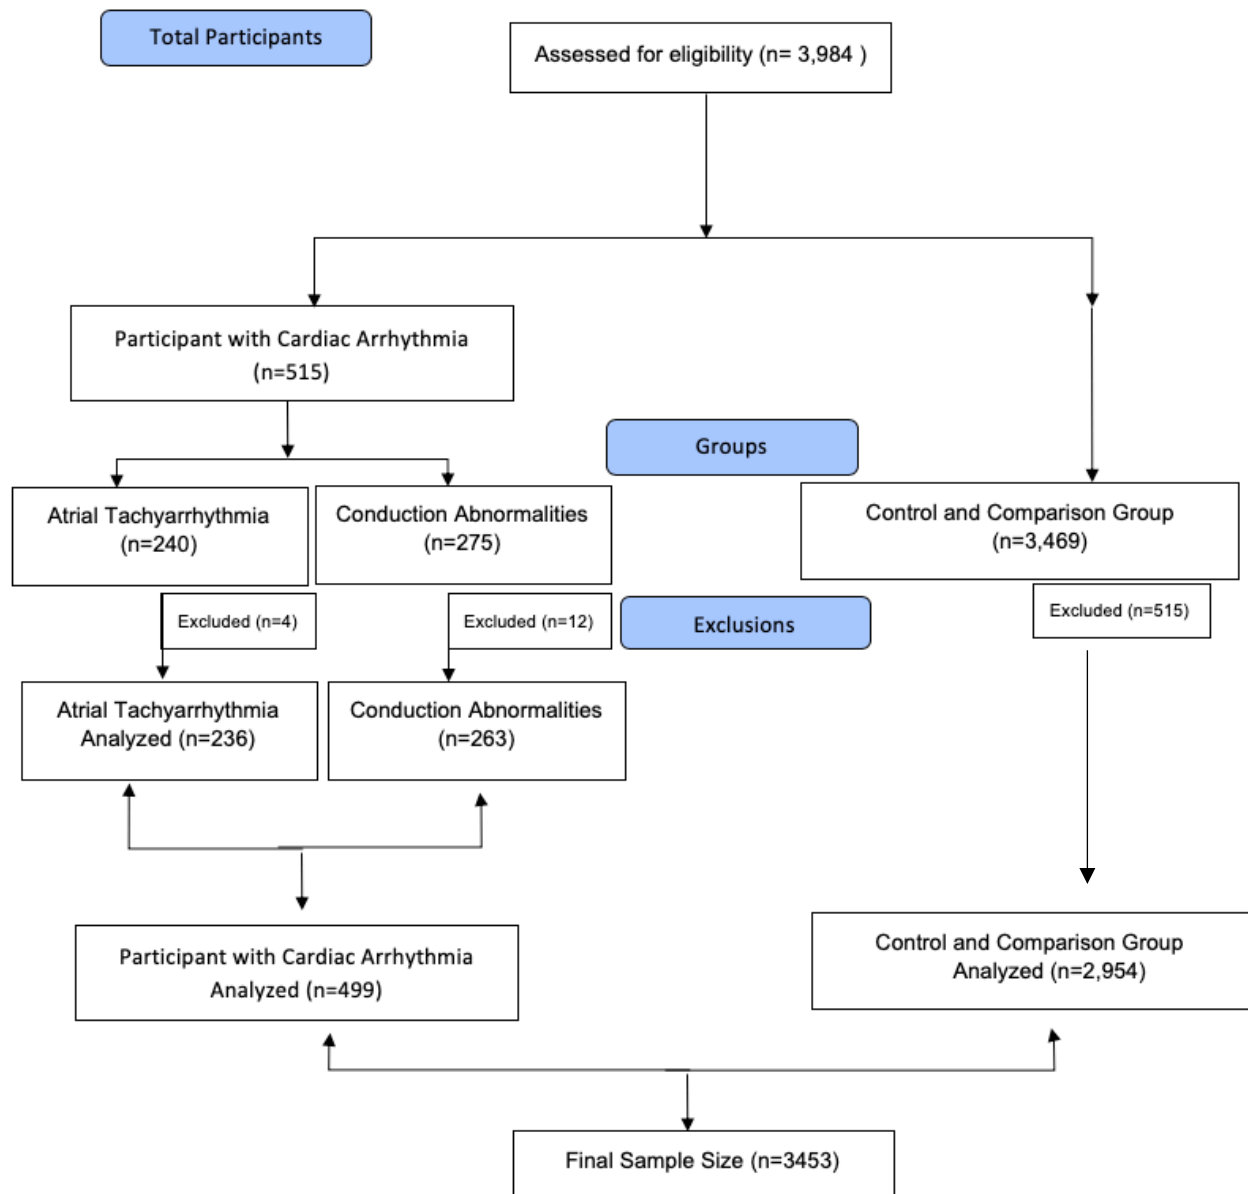 Total Participants
Assessed for eligibility (n= 3,984 )
Participant with Cardiac Arrhythmia
(n=515)
Groups
Atrial Tachyarrhythmia
(n=240)
Conduction Abnormalities
(n=275)
Control and Comparison Group
(n=3,469)
Excluded (n=4)
Excluded (n=12)
Exclusions
Excluded (n=515)
Atrial Tachyarrhythmia
Analyzed (n=236)
Conduction Abnormalities
(n=263)
Participant with Cardiac Arrhythmia
Analyzed (n=499)
Control and Comparison Group
Analyzed (n=2,954)
Final Sample Size (n=3453)